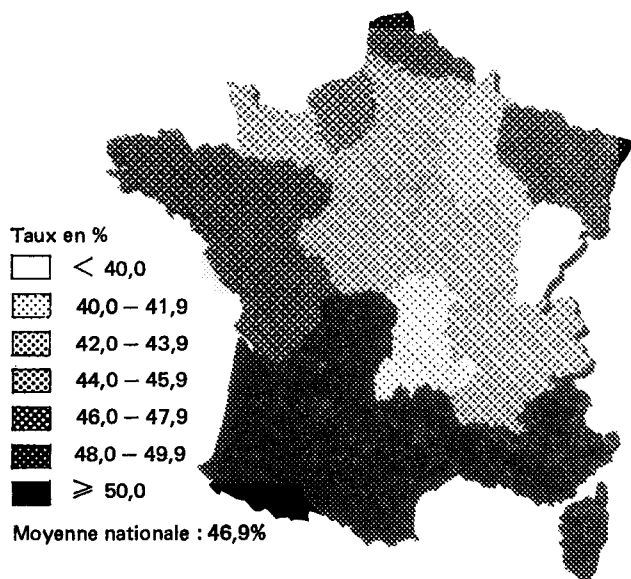 Taux en %
< 40,0
40,0 – 41,9
42,0 – 43,9
44,0 – 45,9
46,0 – 47,9
48,0 – 49,9
⩾ 50,0
Moyenne nationale : 46,9%